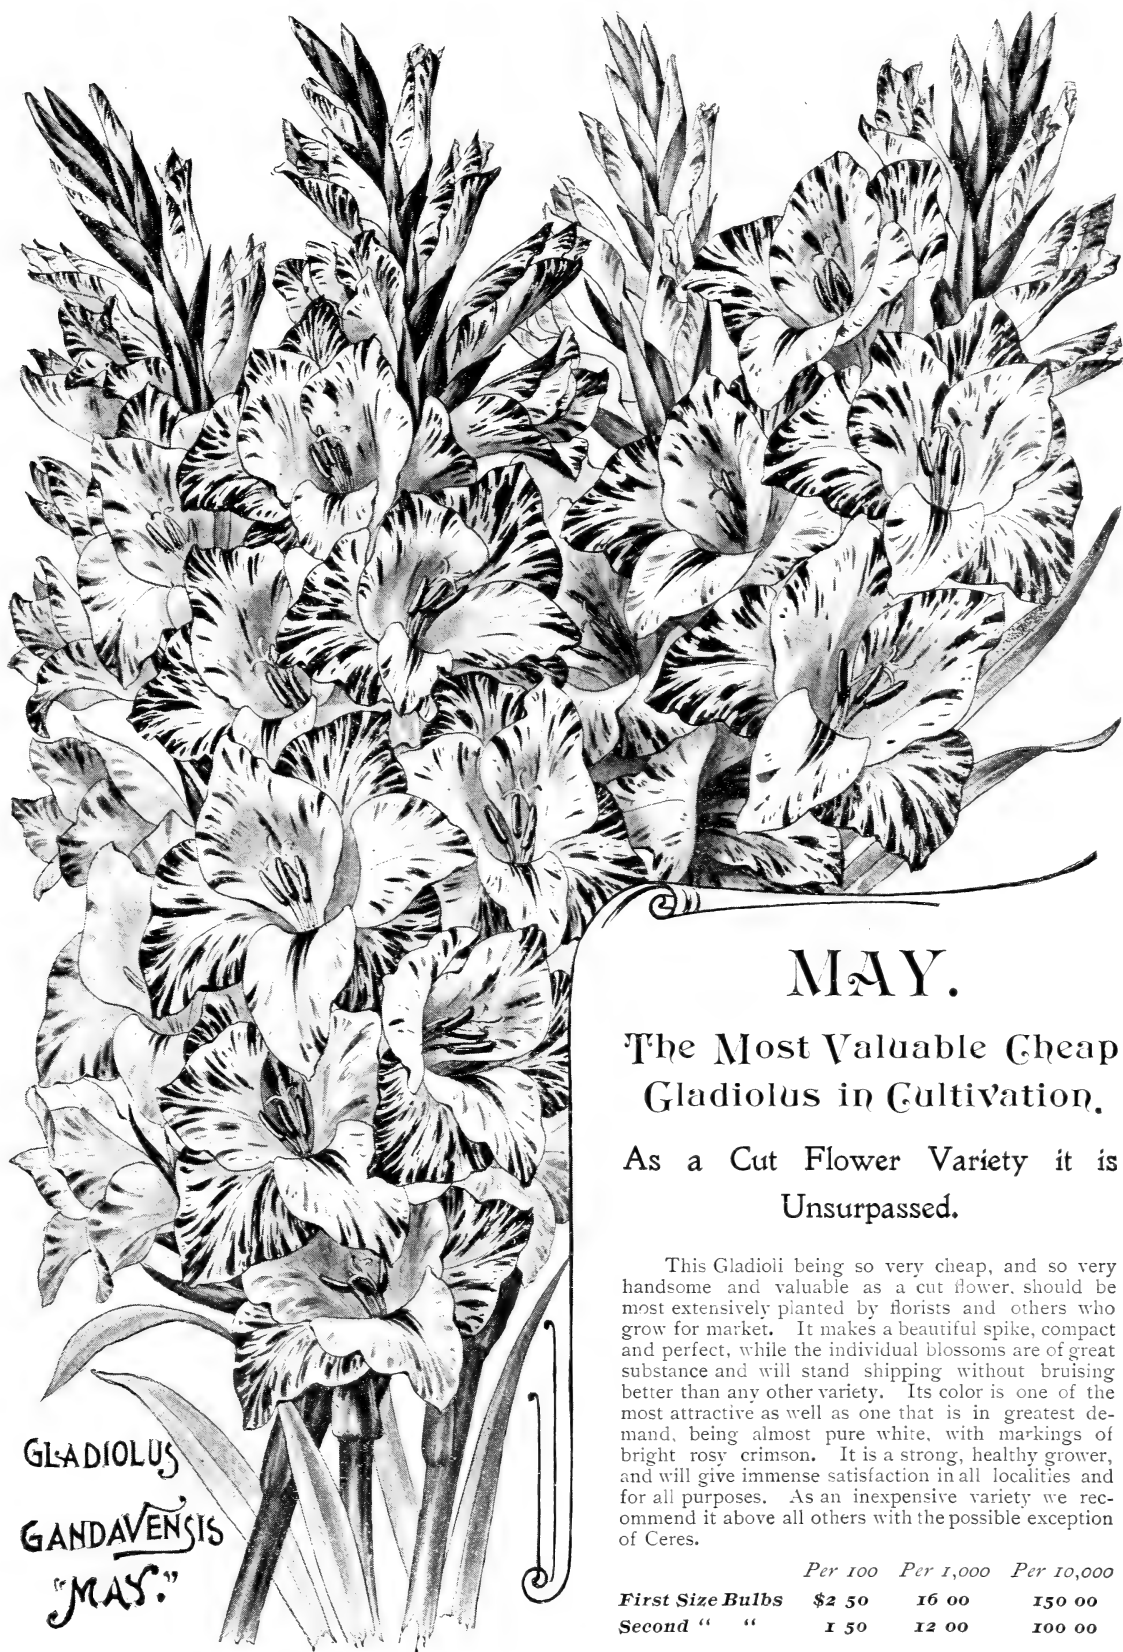 MAY.
The Most Valuable Cheap
Gladiolus in Cultivation.
As a Cut Flower Variety it is
Unsurpassed.
This Gladioli being so very cheap, and so very
handsome and valuable as a cut flower, should be
most extensively planted by florists and others who
grow for market. It makes a beautiful spike, compact
and perfect, while the individual blossoms are of great
substance and will stand shipping without bruising
better than any other variety. Its color is one of the
most attractive as well as one that is in greatest de-
mand, being almost pure white, with markings of
bright rosy crimson. It is a strong, healthy grower,
and will give immense satisfaction in all localities and
for all purposes. As an inexpensive variety we rec-
ommend it above all others with the possible exception
of Ceres.
Per 100 Per 1,000 Per 10,000
First Size Bulbs $2 50 16 00 150 00
Second " " 1 50 12 00 100 00
GLADIOLUS
GANDAVENSIS
"MAY."